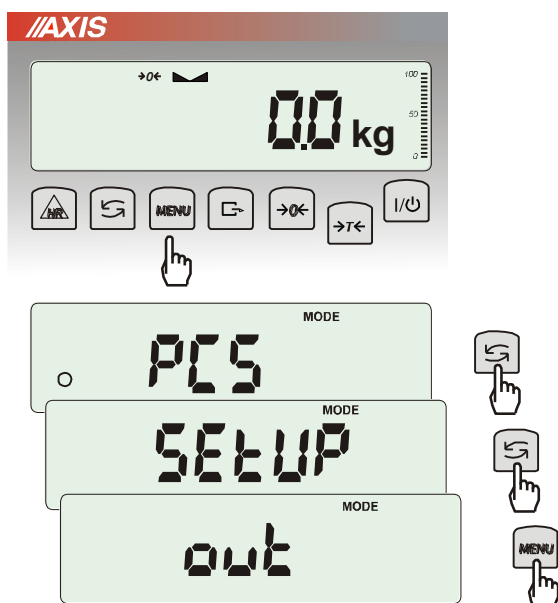 //AXIS
→0←
100
50
0
0.0 kg
HR
MENU
→0←
→T←
I/⏻
MODE
PCS
MODE
SEtUP
MODE
out
MENU